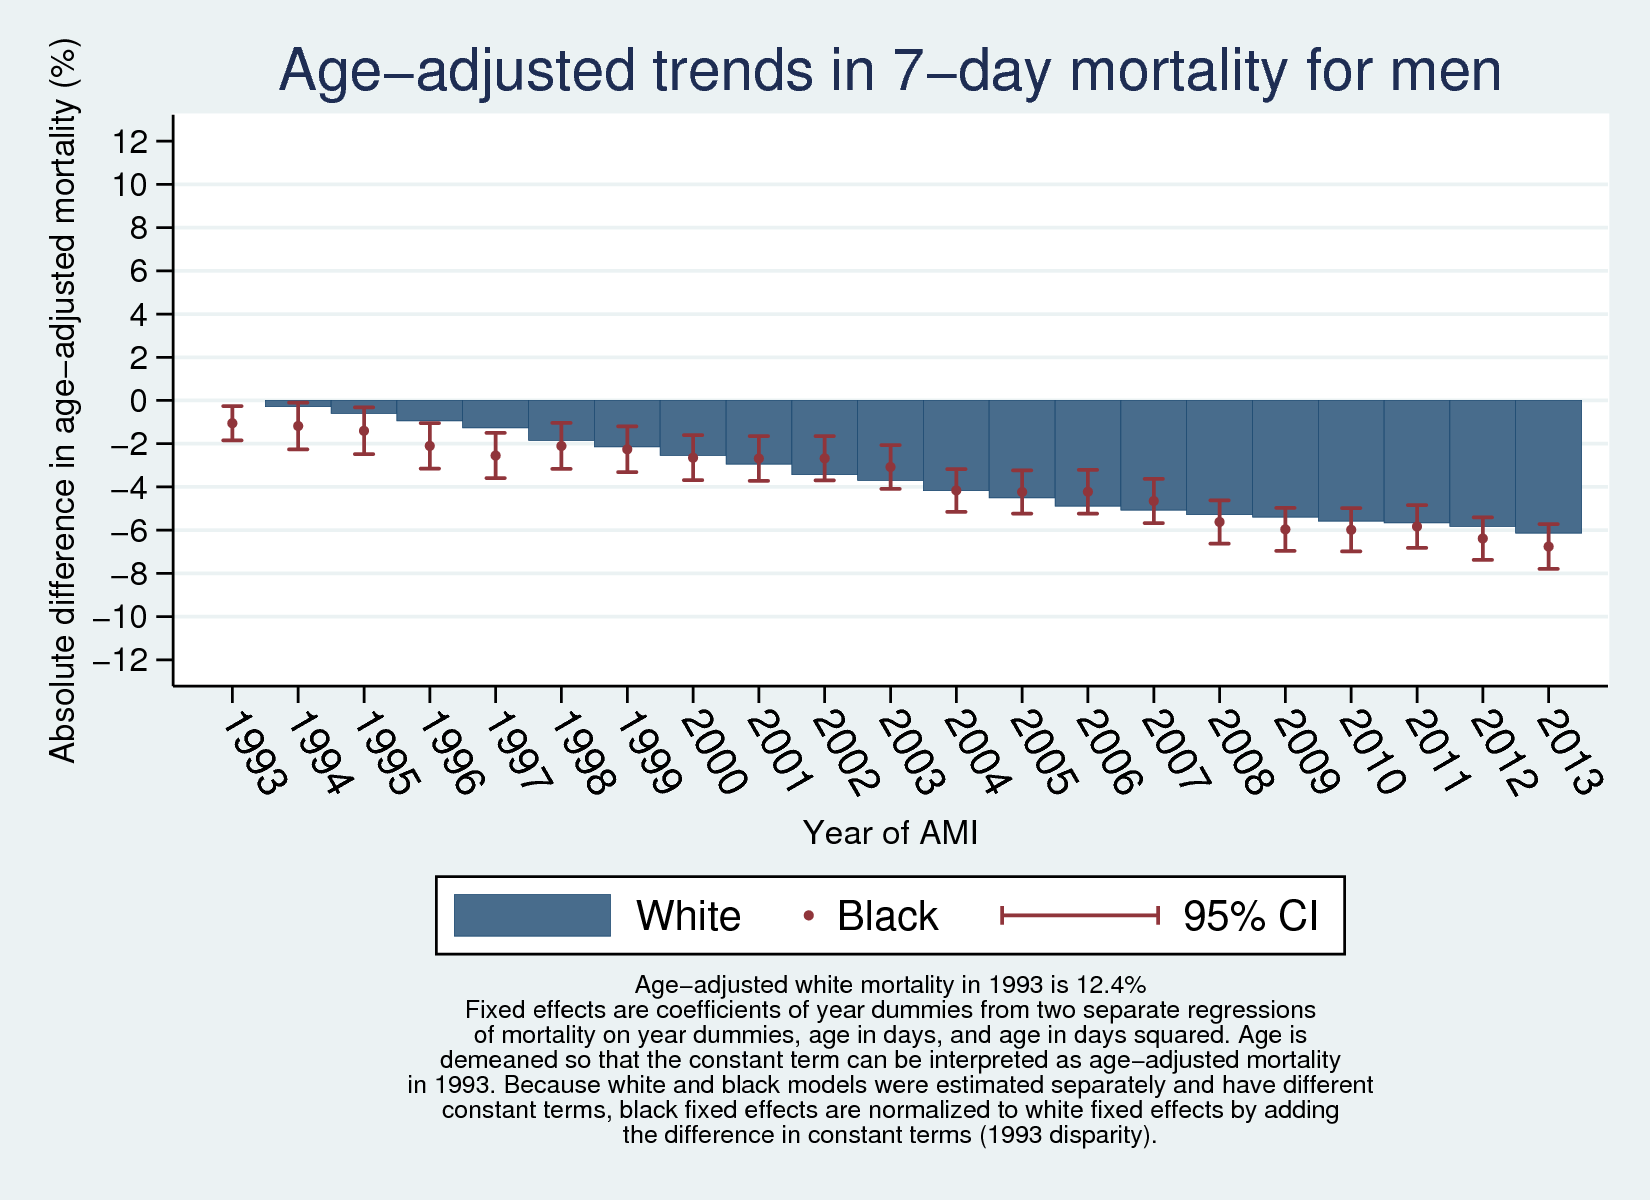 Age−adjusted trends in 7−day mortality for men
Absolute difference in age−adjusted mortality (%)
12
10
8
6
4
2
0
−2
−4
−6
−8
−10
−12
1993 1994 1995 1996 1997 1998 1999 2000 2001 2002 2003 2004 2005 2006 2007 2008 2009 2010 2011 2012 2013
Year of AMI
White Black 95% CI
Age−adjusted white mortality in 1993 is 12.4%
Fixed effects are coefficients of year dummies from two separate regressions
of mortality on year dummies, age in days, and age in days squared. Age is
demeaned so that the constant term can be interpreted as age−adjusted mortality
in 1993. Because white and black models were estimated separately and have different
constant terms, black fixed effects are normalized to white fixed effects by adding
the difference in constant terms (1993 disparity).